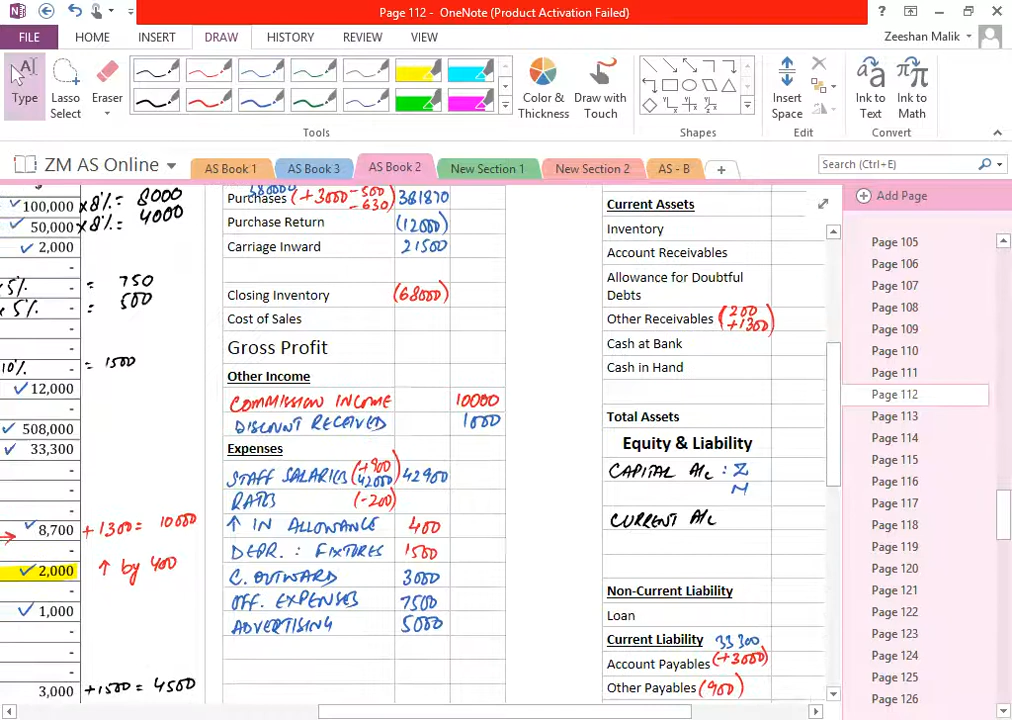 Page 112 - OneNote (Product Activation Failed)
FILE HOME INSERT DRAW HISTORY REVIEW VIEW
Zeeshan Malik
Type
Lasso Select
Eraser
Color & Thickness
Draw with Touch
Insert Space
Ink to Text
Ink to Math
Tools
Shapes
Edit
Convert
ZM AS Online
AS Book 1
AS Book 3
AS Book 2
New Section 1
New Section 2
AS - B
Search (Ctrl+E)
100,000 x8% = 8000
50,000 x8% = 4000
2,000
-
x5% - = 750
x5% - = 500
-
-
10% - = 1500
12,000
-
508,000
33,300
-
-
8,700 +1300 = 10000
-
2,000 ↑ by 400
-
1,000
-
-
3,000 +1500 = 4500
Purchases (+3000 -500 -630) 381870
Purchase Return (12000)
Carriage Inward 21500
Closing Inventory (68000)
Cost of Sales
Gross Profit
Other Income
COMMISSION INCOME 10000
DISCOUNT RECEIVED 1000
Expenses
STAFF SALARIES (+900 42000) 42900
RATES (-200)
↑ IN ALLOWANCE 400
DEPR. : FIXTURES 1500
C. OUTWARD 3000
OFF. EXPENSES 7500
ADVERTISING 5000
Current Assets
Inventory
Account Receivables
Allowance for Doubtful
Debts
Other Receivables (200 +1300)
Cash at Bank
Cash in Hand
Total Assets
Equity & Liability
CAPITAL A/c : Z
M
CURRENT A/c
Non-Current Liability
Loan
Current Liability 33300
Account Payables (+3000)
Other Payables (900)
Add Page
Page 105
Page 106
Page 107
Page 108
Page 109
Page 110
Page 111
Page 112
Page 113
Page 114
Page 115
Page 116
Page 117
Page 118
Page 119
Page 120
Page 121
Page 122
Page 123
Page 124
Page 125
Page 126